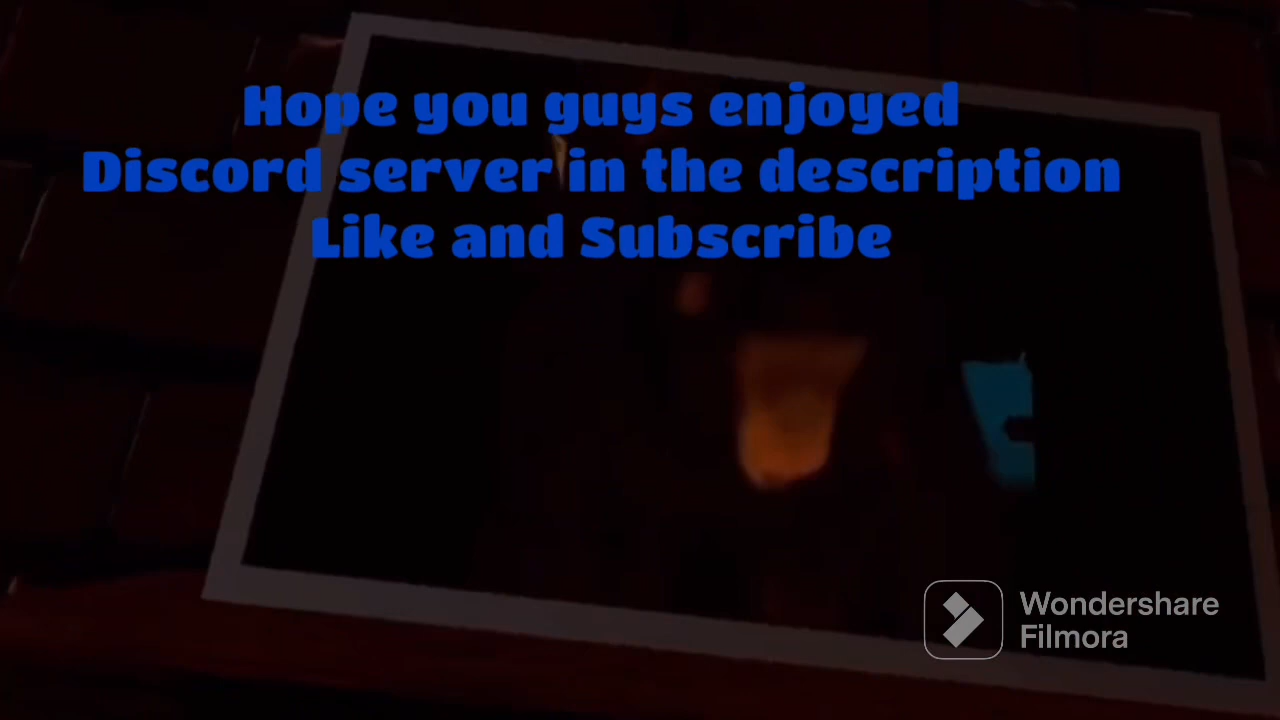 Hope you guys enjoyed
Discord server in the description
Like and Subscribe
Wondershare
Filmora